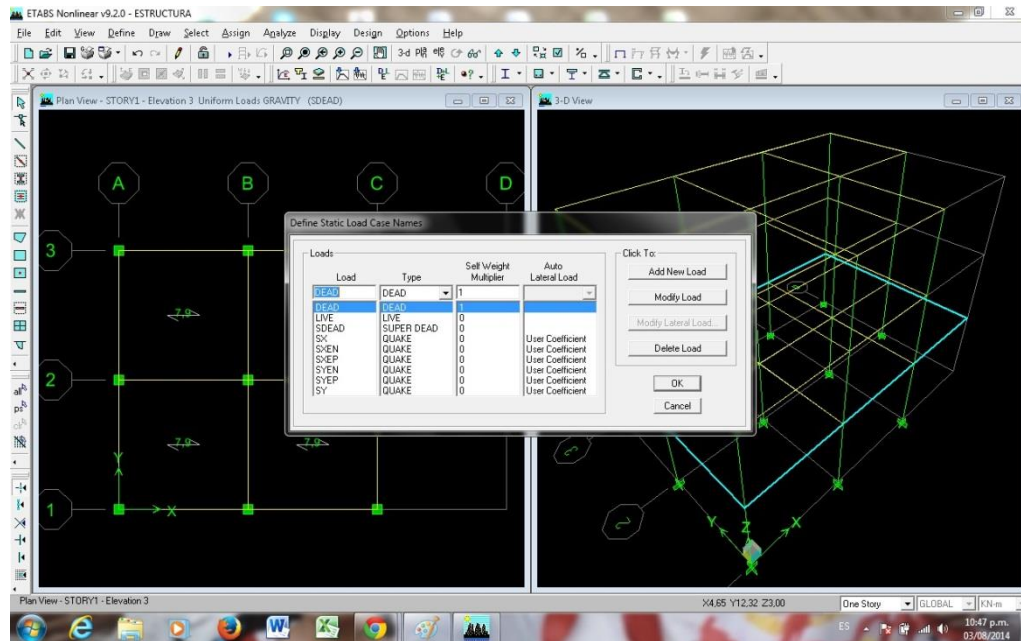 ETABS Nonlinear v9.2.0 - ESTRUCTURA
File Edit View Define Draw Select Assign Analyze Display Design Options Help
3-d
Plan View - STORY1 - Elevation 3 Uniform Loads GRAVITY (SDEAD)
3-D View
A B C D
3
2
1
7,9
7,9
7,9
X
Y
Define Static Load Case Names
Loads
Load Type Self Weight Multiplier Auto Lateral Load
DEAD DEAD 1
DEAD DEAD 1
LIVE LIVE 0
SDEAD SUPER DEAD 0
SX QUAKE 0 User Coefficient
SXEN QUAKE 0 User Coefficient
SXEP QUAKE 0 User Coefficient
SYEN QUAKE 0 User Coefficient
SYEP QUAKE 0 User Coefficient
SY QUAKE 0 User Coefficient
Click To:
Add New Load
Modify Load
Modify Lateral Load...
Delete Load
OK
Cancel
3
2
Y Z X
Plan View - STORY1 - Elevation 3
X4,65 Y12,32 Z3,00
One Story GLOBAL KN-m
ES
10:47 p.m.
03/08/2014